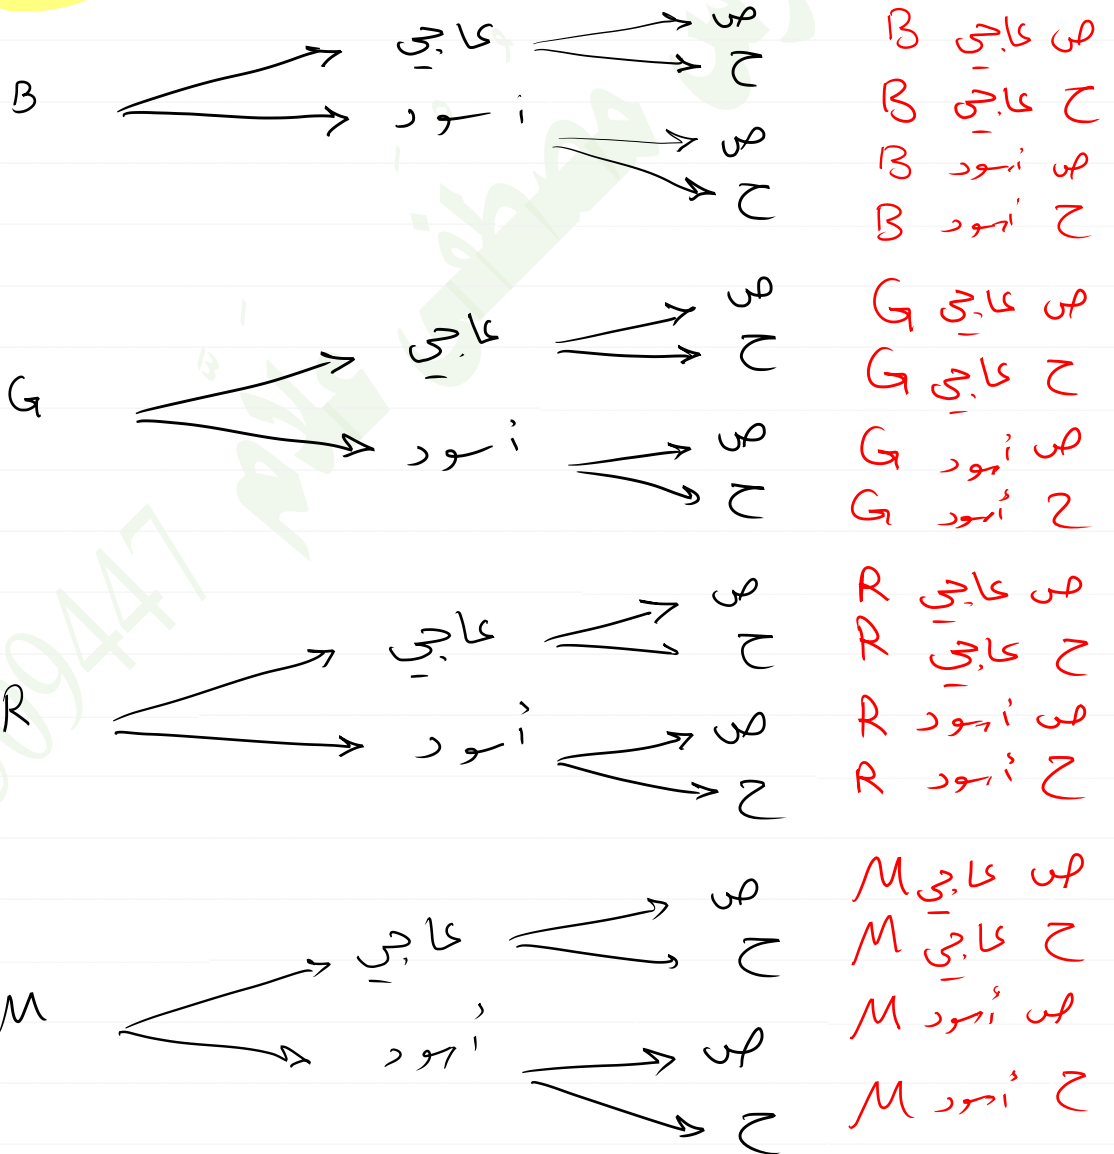 B عاجي ص B عاجي ص
ح B عاجي ح
أسود ص B أسود ص
ح B أسود ح
G عاجي ص G عاجي ص
ح G عاجي ح
أسود ص G أسود ص
ح G أسود ح
R عاجي ص R عاجي ص
ح R عاجي ح
أسود ص R أسود ص
ح R أسود ح
M عاجي ص M عاجي ص
ح M عاجي ح
أسود ص M أسود ص
ح M أسود ح
9447